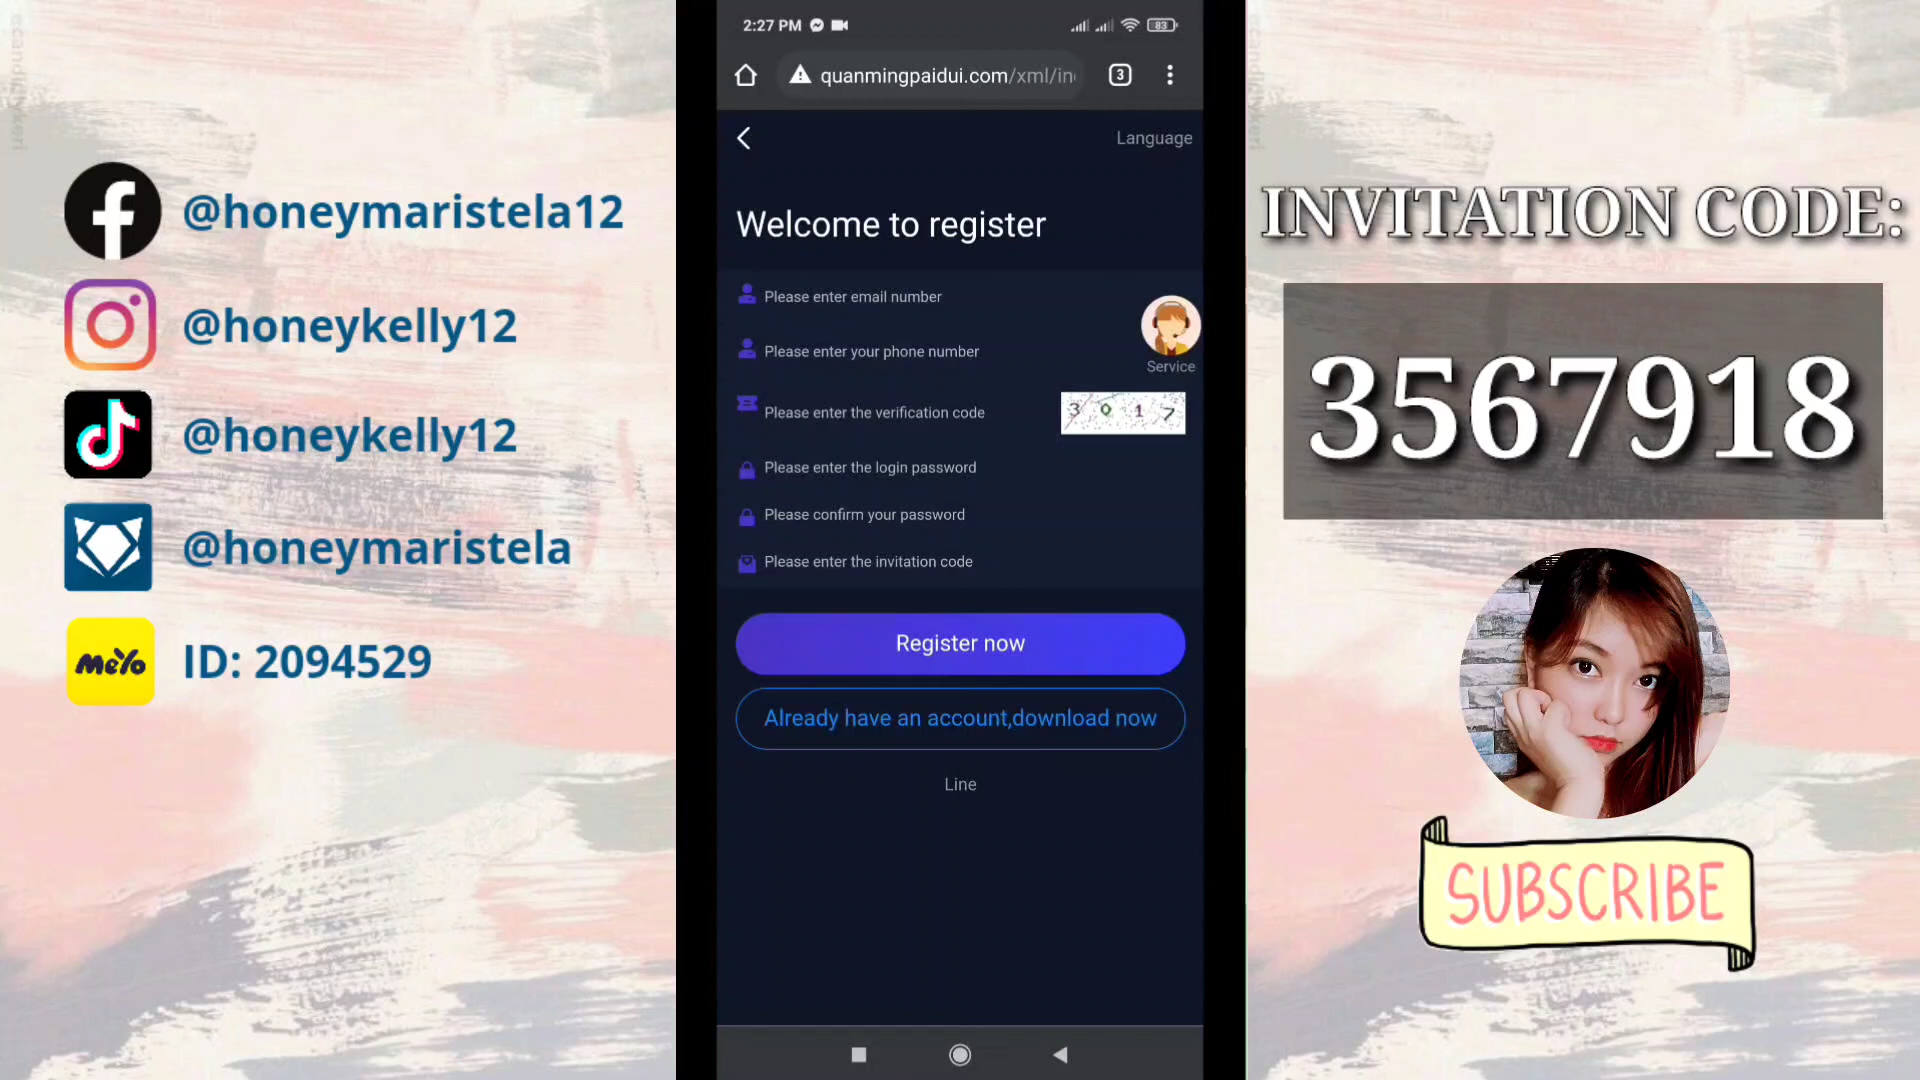 @honeymaristela12
@honeykelly12
@honeykelly12
@honeymaristela
MeYo
ID: 2094529
2:27 PM
83
quanmingpaidui.com/xml/in
3
Language
Welcome to register
Please enter email number
Please enter your phone number
Service
Please enter the verification code
3 0 1 7
Please enter the login password
Please confirm your password
Please enter the invitation code
Register now
Already have an account,download now
Line
INVITATION CODE:
3567918
SUBSCRIBE